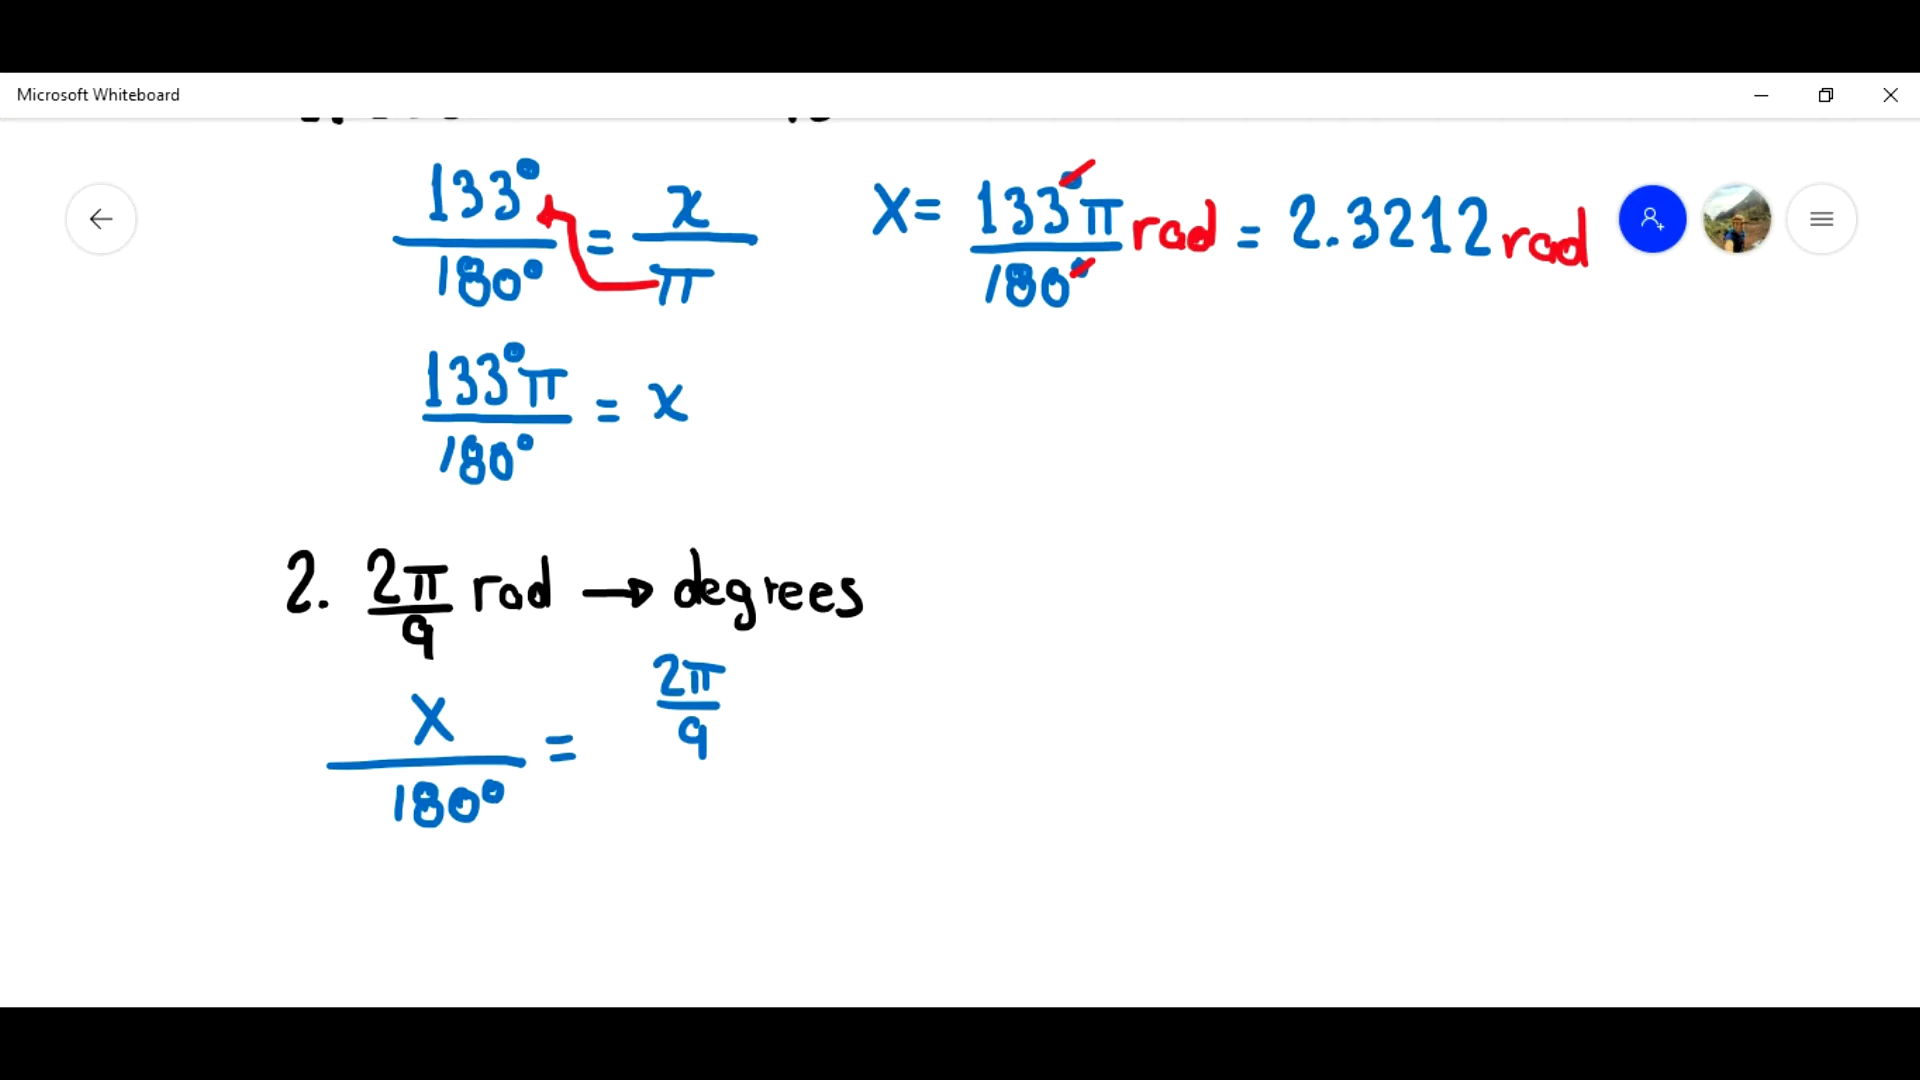 Microsoft Whiteboard
133° / 180° = x / π
X = 133°π / 180° rad = 2.3212 rad
133°π / 180° = x
2. 2π / 9 rad → degrees
X / 180° = 2π / 9